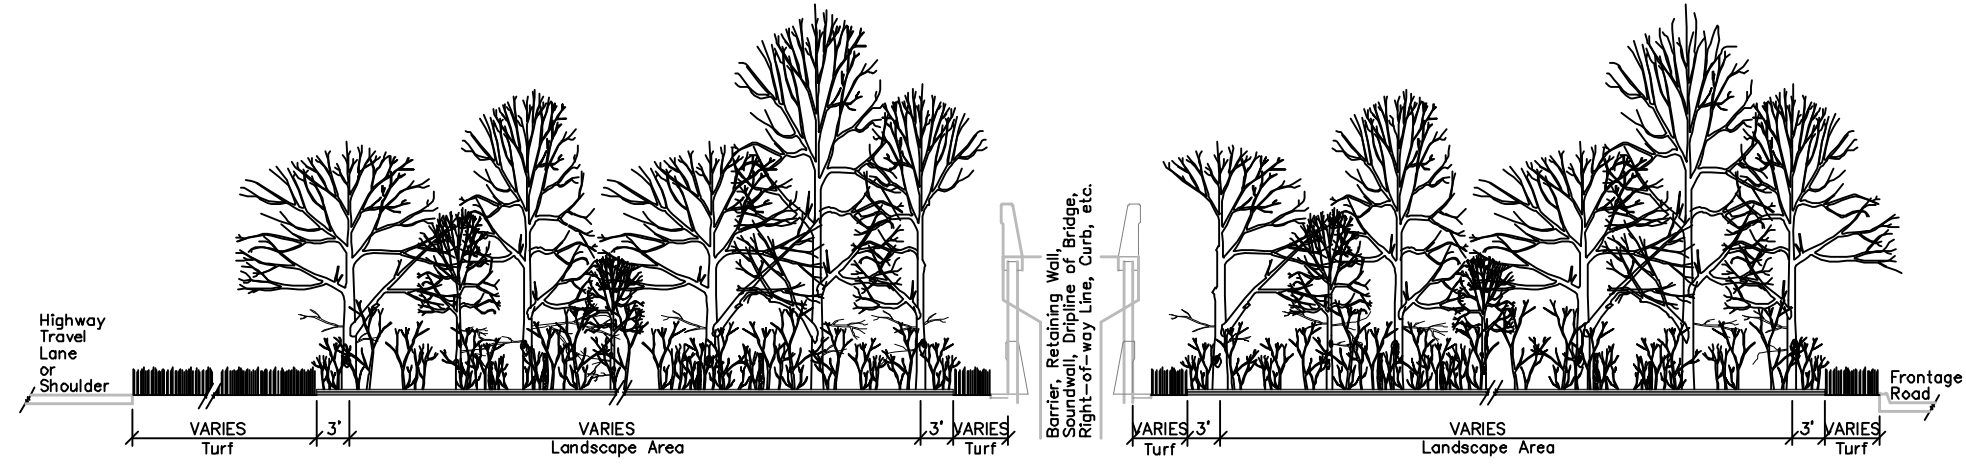 Highway
Travel
Lane
or
Shoulder
VARIES
Turf
3'
VARIES
Landscape Area
3'
VARIES
Turf
Barrier, Retaining Wall,
Soundwall, Dripline of Bridge,
Right-of-way Line, Curb, etc.
VARIES
Turf
3'
VARIES
Landscape Area
3'
VARIES
Turf
Frontage
Road